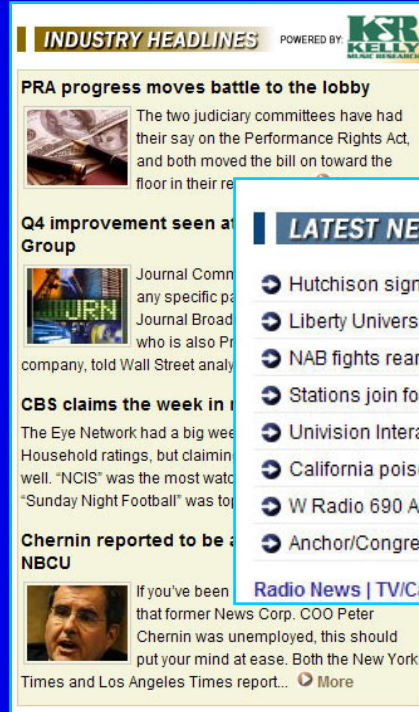 INDUSTRY HEADLINES
POWERED BY:
KSR
KELLY
MUSIC RESEARCH
PRA progress moves battle to the lobby
The two judiciary committees have had
their say on the Performance Rights Act,
and both moved the bill on toward the
floor in their re
Q4 improvement seen at
Group
JRN
Journal Comm
any specific pa
Journal Broad
who is also Pr
company, told Wall Street analy
CBS claims the week in
The Eye Network had a big wee
Household ratings, but claiming
well. “NCIS” was the most watc
“Sunday Night Football” was top
Chernin reported to be a
NBCU
If you’ve been
that former News Corp. COO Peter
Chernin was unemployed, this should
put your mind at ease. Both the New York
Times and Los Angeles Times report... More
LATEST NE
Hutchison sign
Liberty Univers
NAB fights rear
Stations join fo
Univision Intera
California poise
W Radio 690 A
Anchor/Congre
Radio News | TV/Ca